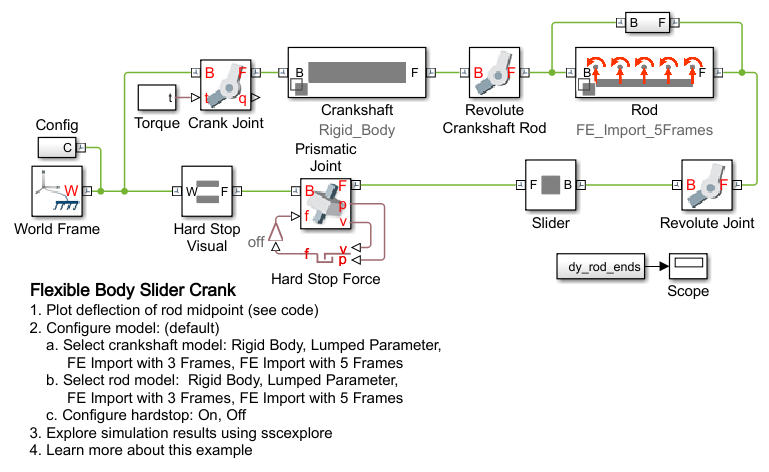 B F
B F
t q
B F
B F
B F
t
Torque
Crank Joint
Crankshaft
Rigid_Body
Revolute
Crankshaft Rod
Rod
FE_Import_5Frames
Config
C
W
World Frame
W F
Hard Stop
Visual
Prismatic
Joint
B F
f p
v
off
f v
p
Hard Stop Force
F B
Slider
B F
Revolute Joint
dy_rod_ends
Scope
Flexible Body Slider Crank
1. Plot deflection of rod midpoint (see code)
2. Configure model: (default)
a. Select crankshaft model: Rigid Body, Lumped Parameter,
FE Import with 3 Frames, FE Import with 5 Frames
b. Select rod model: Rigid Body, Lumped Parameter,
FE Import with 3 Frames, FE Import with 5 Frames
c. Configure hardstop: On, Off
3. Explore simulation results using sscexplore
4. Learn more about this example